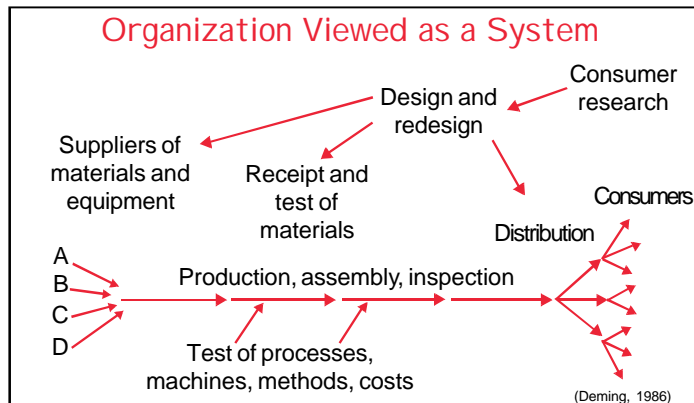 Organization Viewed as a System
Consumer
research
Design and
redesign
Suppliers of
materials and
equipment
Receipt and
test of
materials
Consumers
Distribution
A
B
C
D
Production, assembly, inspection
Test of processes,
machines, methods, costs
(Deming, 1986)